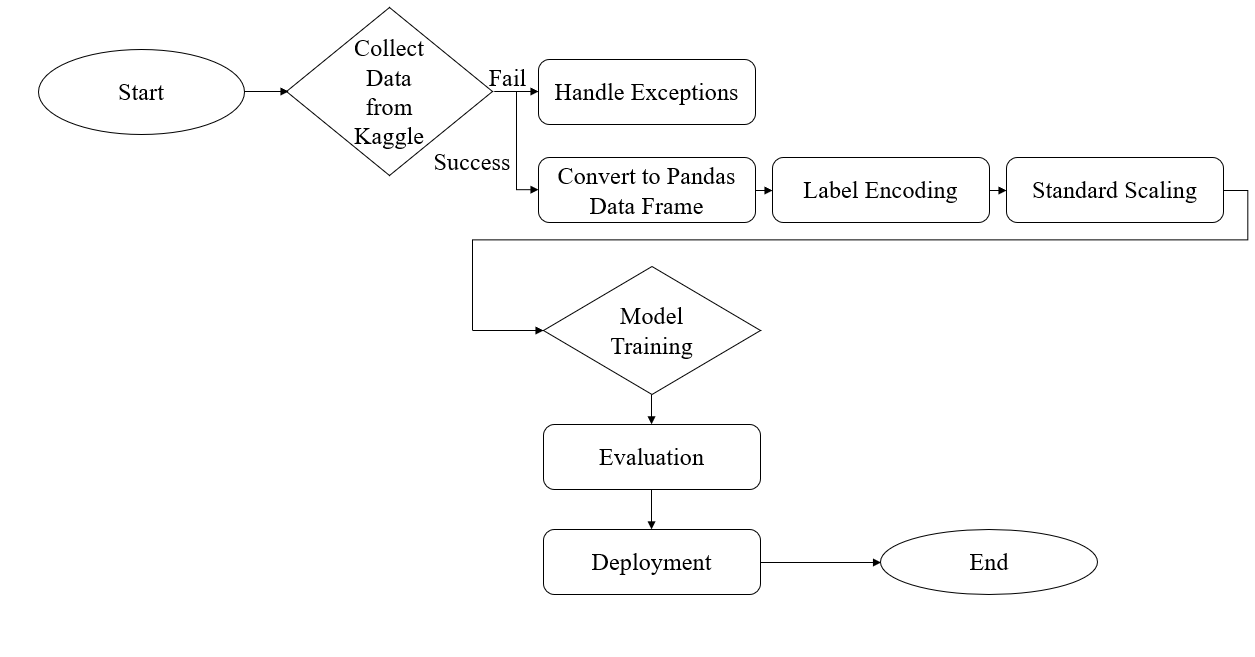 Start
Collect
Data
from
Kaggle
Fail
Handle Exceptions
Success
Convert to Pandas
Data Frame
Label Encoding
Standard Scaling
Model
Training
Evaluation
Deployment
End